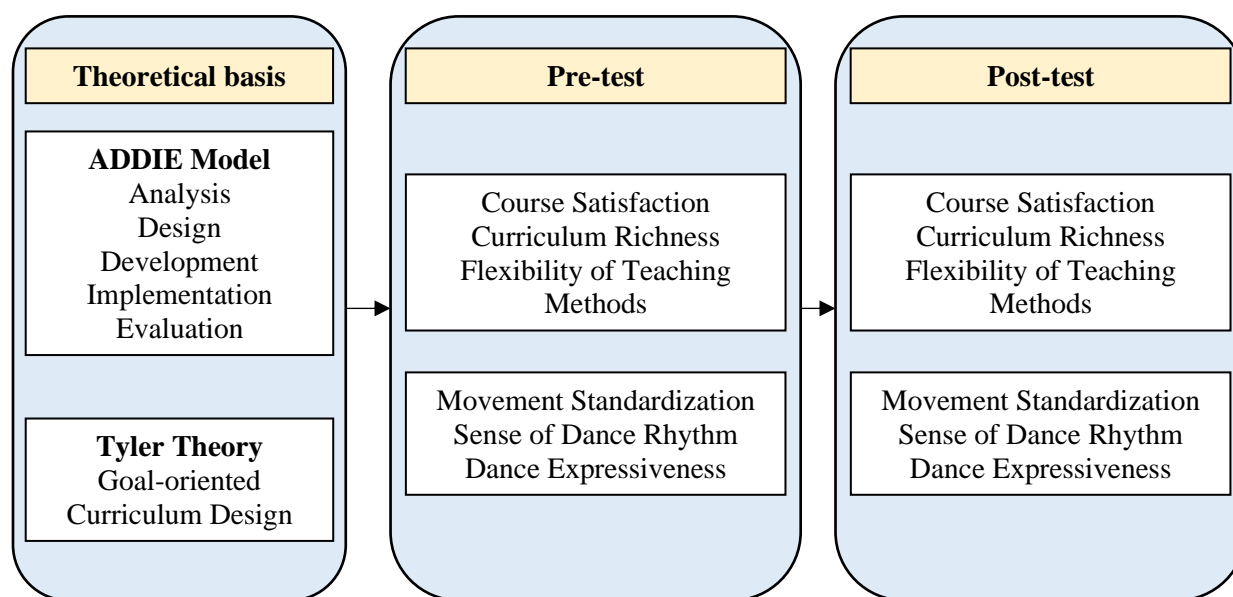 Theoretical basis
ADDIE Model
Analysis
Design
Development
Implementation
Evaluation
Tyler Theory
Goal-oriented
Curriculum Design
Pre-test
Course Satisfaction
Curriculum Richness
Flexibility of Teaching
Methods
Movement Standardization
Sense of Dance Rhythm
Dance Expressiveness
Post-test
Course Satisfaction
Curriculum Richness
Flexibility of Teaching
Methods
Movement Standardization
Sense of Dance Rhythm
Dance Expressiveness